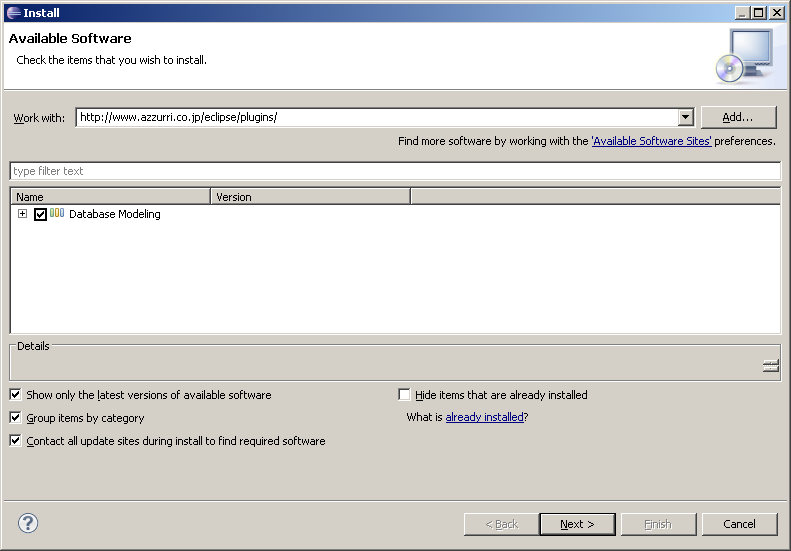 Install
Available Software
Check the items that you wish to install.
Work with: http://www.azzurri.co.jp/eclipse/plugins/ Add...
Find more software by working with the 'Available Software Sites' preferences.
type filter text
Name Version
Database Modeling
Details
Show only the latest versions of available software Hide items that are already installed
Group items by category What is already installed?
Contact all update sites during install to find required software
? < Back Next > Finish Cancel